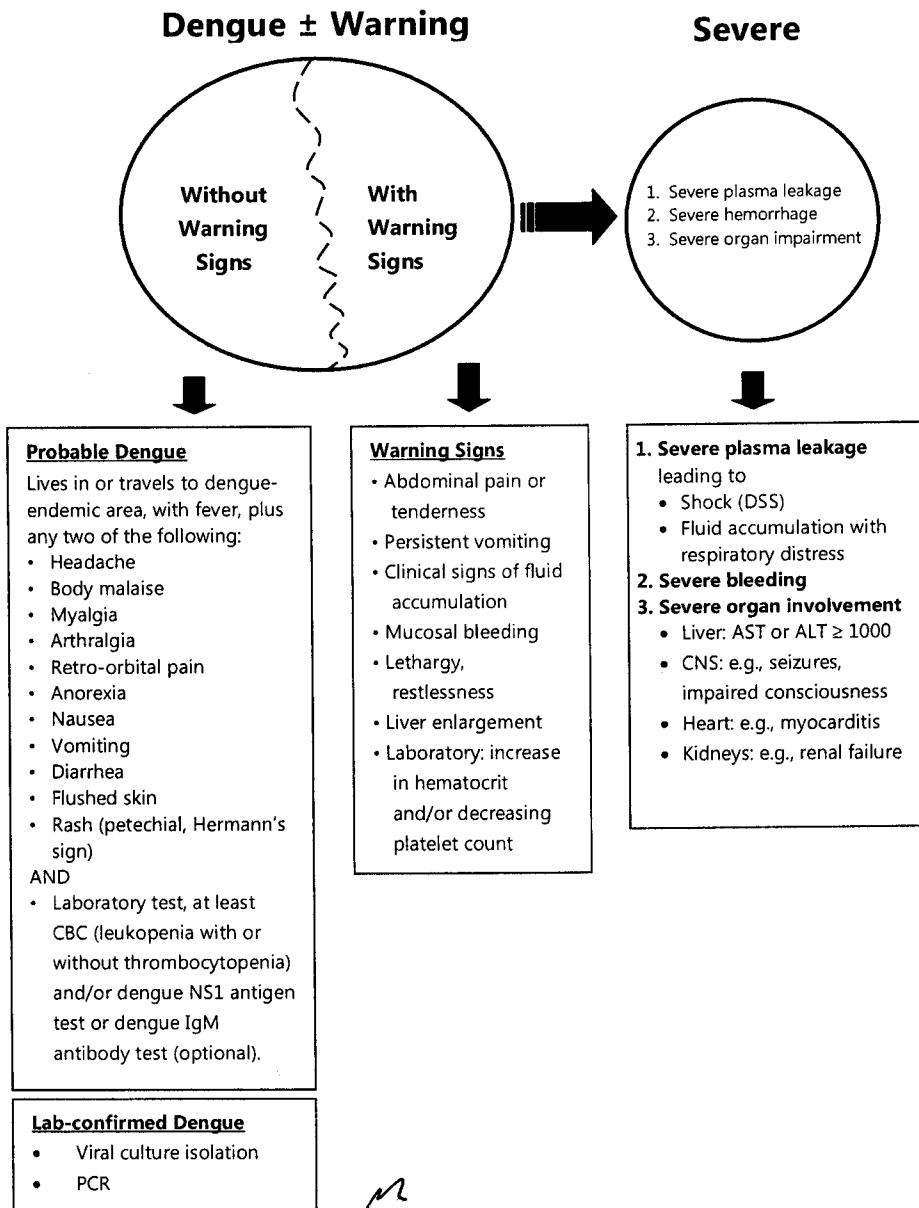 Dengue ± Warning
Severe
Without
Warning
Signs
With
Warning
Signs
1. Severe plasma leakage
2. Severe hemorrhage
3. Severe organ impairment
Probable Dengue
Lives in or travels to dengue-
endemic area, with fever, plus
any two of the following:
• Headache
• Body malaise
• Myalgia
• Arthralgia
• Retro-orbital pain
• Anorexia
• Nausea
• Vomiting
• Diarrhea
• Flushed skin
• Rash (petechial, Hermann's
sign)
AND
• Laboratory test, at least
CBC (leukopenia with or
without thrombocytopenia)
and/or dengue NS1 antigen
test or dengue IgM
antibody test (optional).
Lab-confirmed Dengue
• Viral culture isolation
• PCR
Warning Signs
• Abdominal pain or
tenderness
• Persistent vomiting
• Clinical signs of fluid
accumulation
• Mucosal bleeding
• Lethargy,
restlessness
• Liver enlargement
• Laboratory: increase
in hematocrit
and/or decreasing
platelet count
1. Severe plasma leakage
leading to
• Shock (DSS)
• Fluid accumulation with
respiratory distress
2. Severe bleeding
3. Severe organ involvement
• Liver: AST or ALT ≥ 1000
• CNS: e.g., seizures,
impaired consciousness
• Heart: e.g., myocarditis
• Kidneys: e.g., renal failure